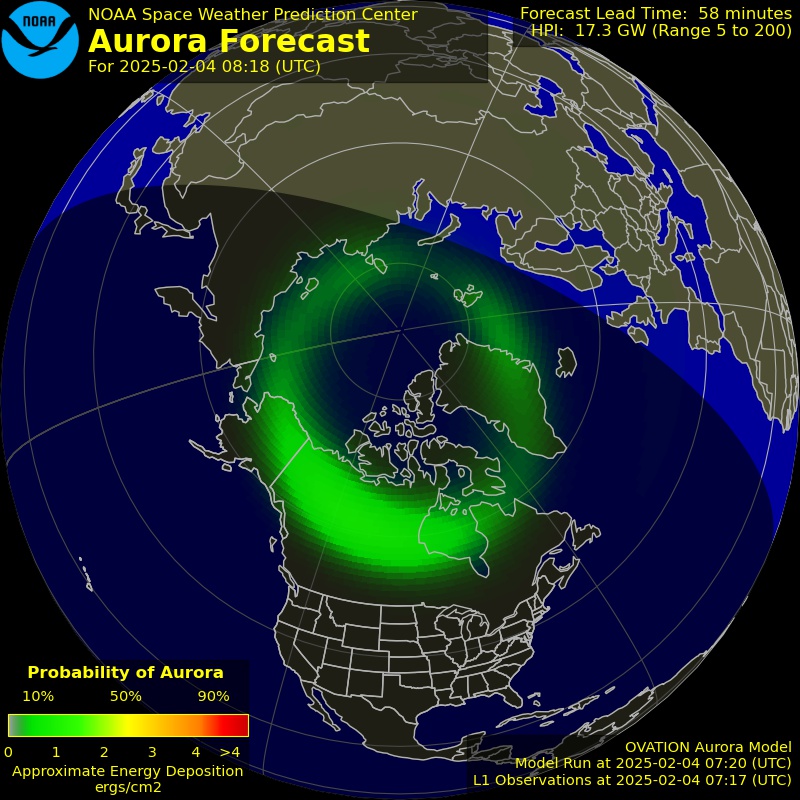 NOAA
NOAA Space Weather Prediction Center
Aurora Forecast
For 2025-02-04 08:18 (UTC)
Forecast Lead Time: 58 minutes
HPI: 17.3 GW (Range 5 to 200)
Probability of Aurora
10% 50% 90%
0 1 2 3 4 >4
Approximate Energy Deposition
ergs/cm2
OVATION Aurora Model
Model Run at 2025-02-04 07:20 (UTC)
L1 Observations at 2025-02-04 07:17 (UTC)